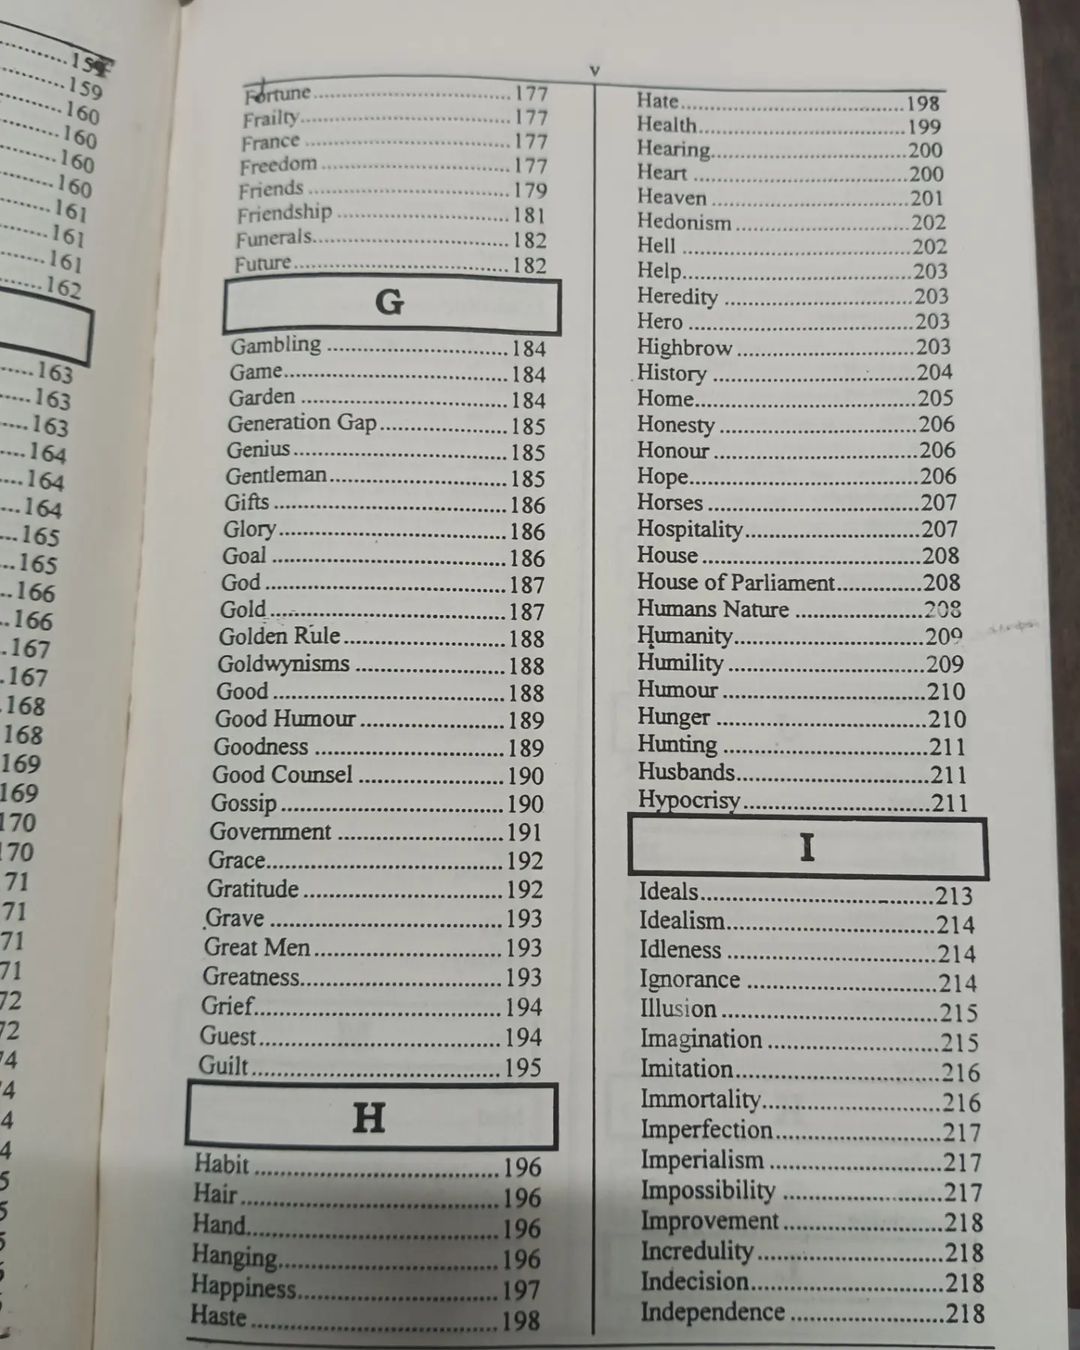 159
160
160
160
160
161
161
161
162
163
163
163
164
164
164
165
165
166
166
167
167
168
168
169
169
170
170
71
71
71
71
72
72
74
v
Fortune 177
Frailty 177
France 177
Freedom 177
Friends 179
Friendship 181
Funerals 182
Future 182
G
Gambling 184
Game 184
Garden 184
Generation Gap 185
Genius 185
Gentleman 185
Gifts 186
Glory 186
Goal 186
God 187
Gold 187
Golden Rule 188
Goldwynisms 188
Good 188
Good Humour 189
Goodness 189
Good Counsel 190
Gossip 190
Government 191
Grace 192
Gratitude 192
Grave 193
Great Men 193
Greatness 193
Grief 194
Guest 194
Guilt 195
H
Habit 196
Hair 196
Hand 196
Hanging 196
Happiness 197
Haste 198
Hate 198
Health 199
Hearing 200
Heart 200
Heaven 201
Hedonism 202
Hell 202
Help 203
Heredity 203
Hero 203
Highbrow 203
History 204
Home 205
Honesty 206
Honour 206
Hope 206
Horses 207
Hospitality 207
House 208
House of Parliament 208
Humans Nature 208
Humanity 209
Humility 209
Humour 210
Hunger 210
Hunting 211
Husbands 211
Hypocrisy 211
I
Ideals 213
Idealism 214
Idleness 214
Ignorance 214
Illusion 215
Imagination 215
Imitation 216
Immortality 216
Imperfection 217
Imperialism 217
Impossibility 217
Improvement 218
Incredulity 218
Indecision 218
Independence 218